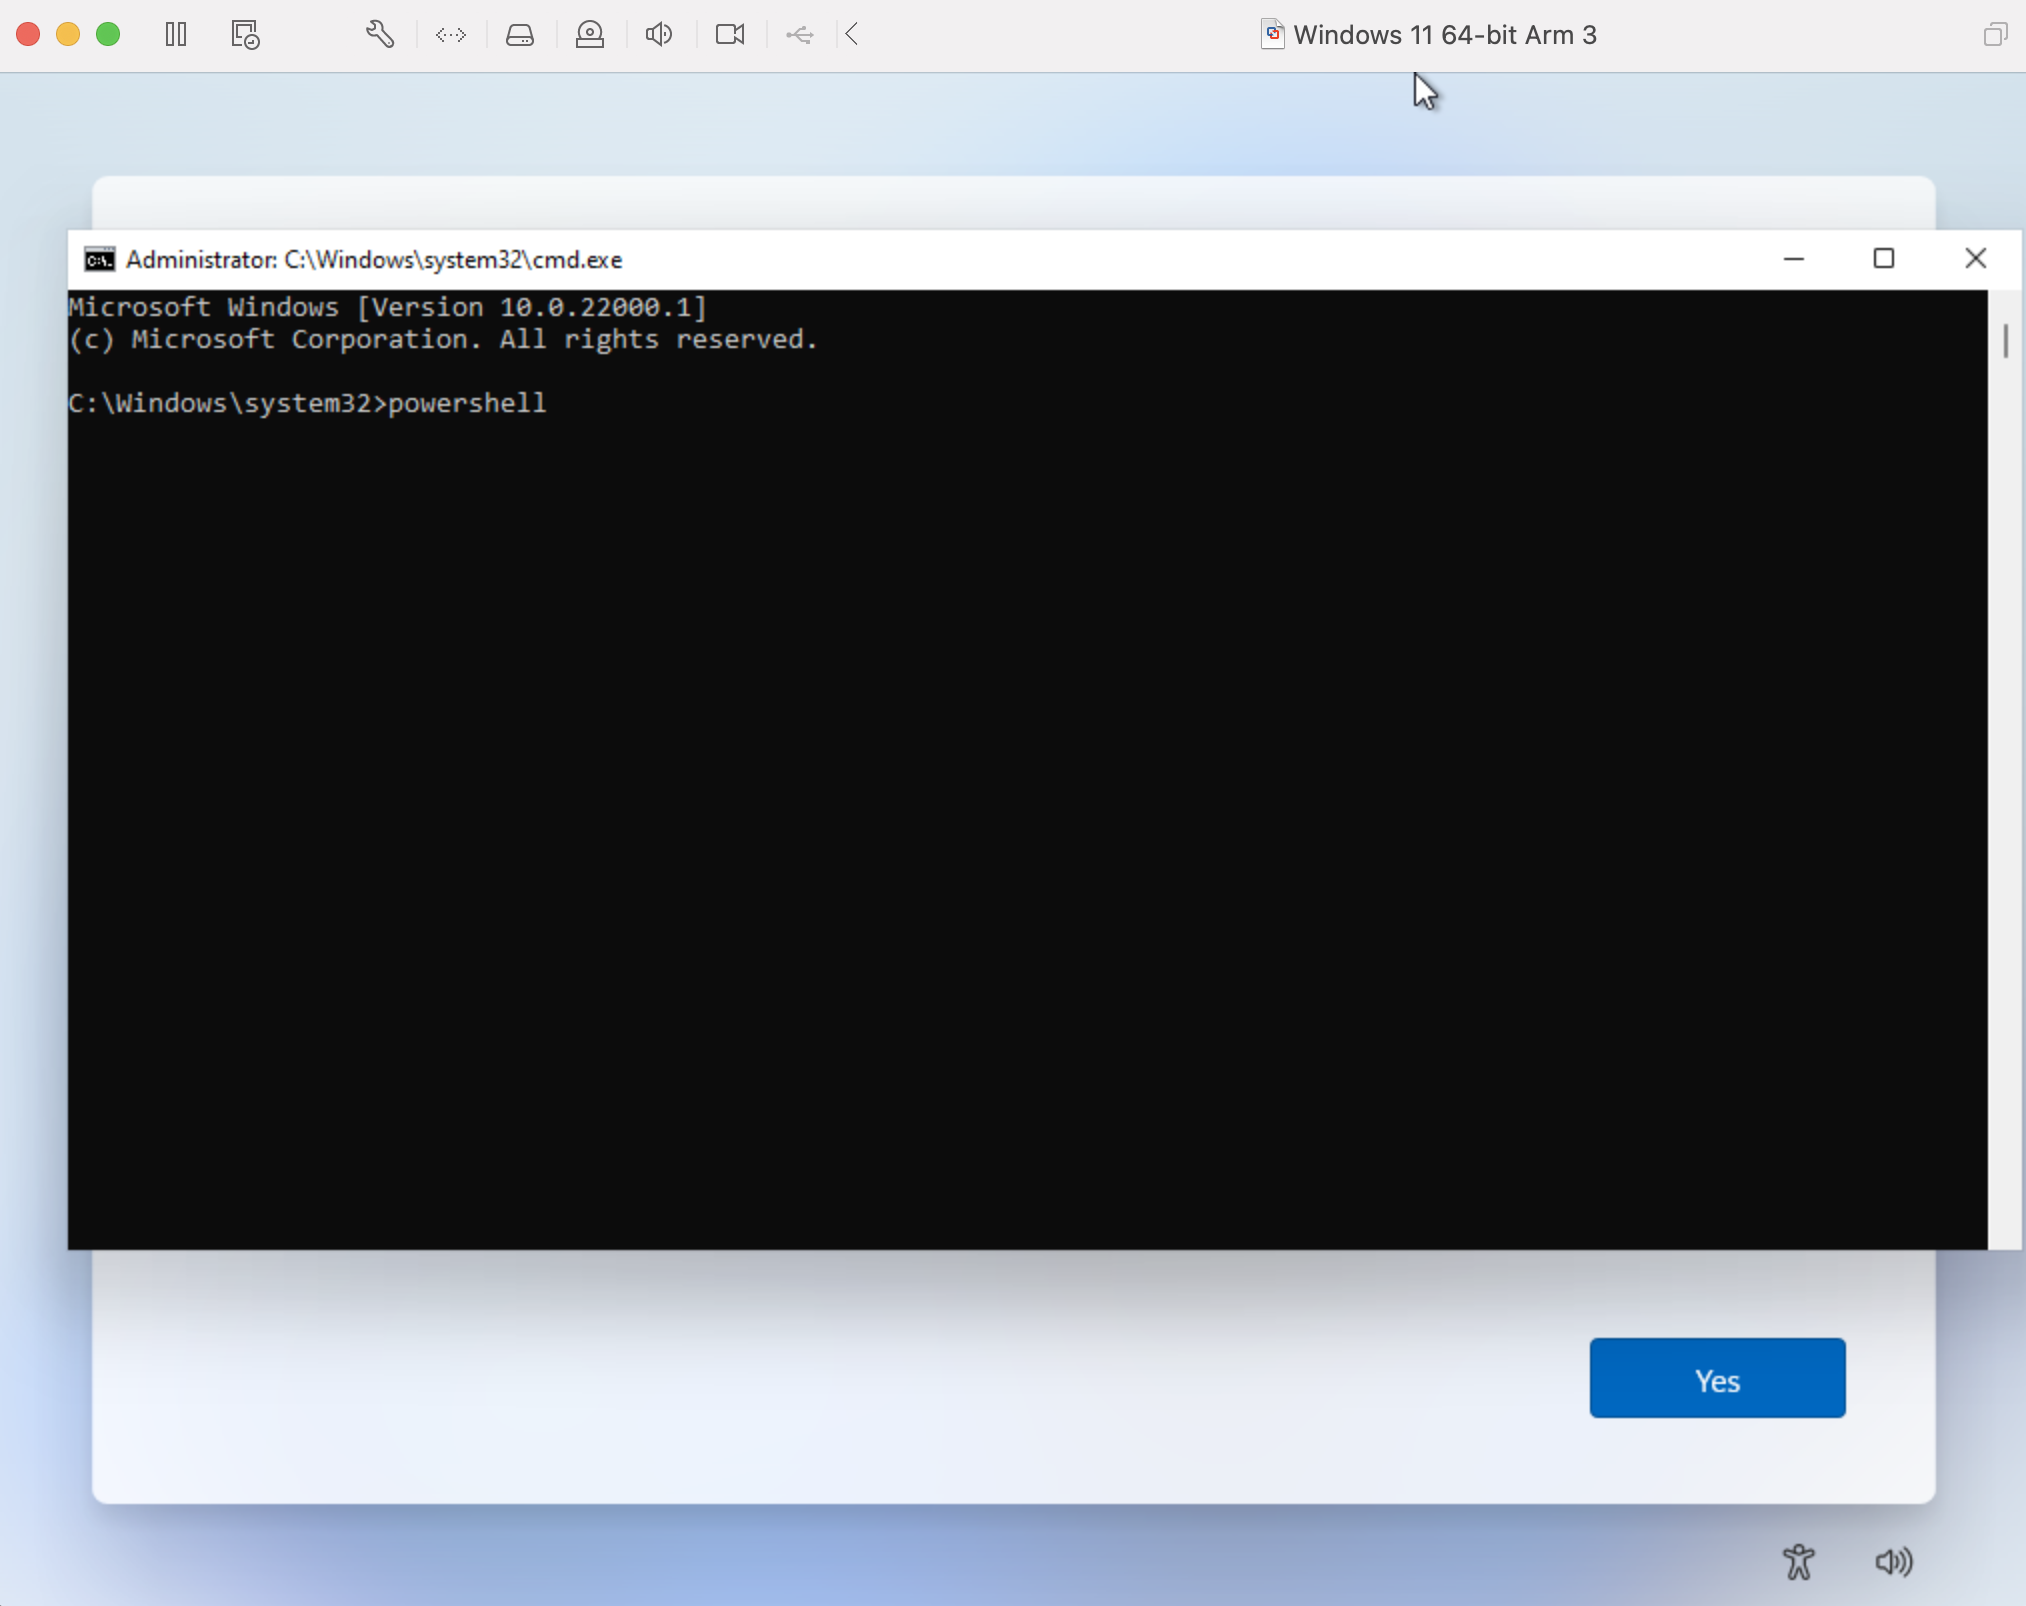 Windows 11 64-bit Arm 3
Administrator: C:\Windows\system32\cmd.exe
Microsoft Windows [Version 10.0.22000.1]
(c) Microsoft Corporation. All rights reserved.
C:\Windows\system32>powershell
Yes